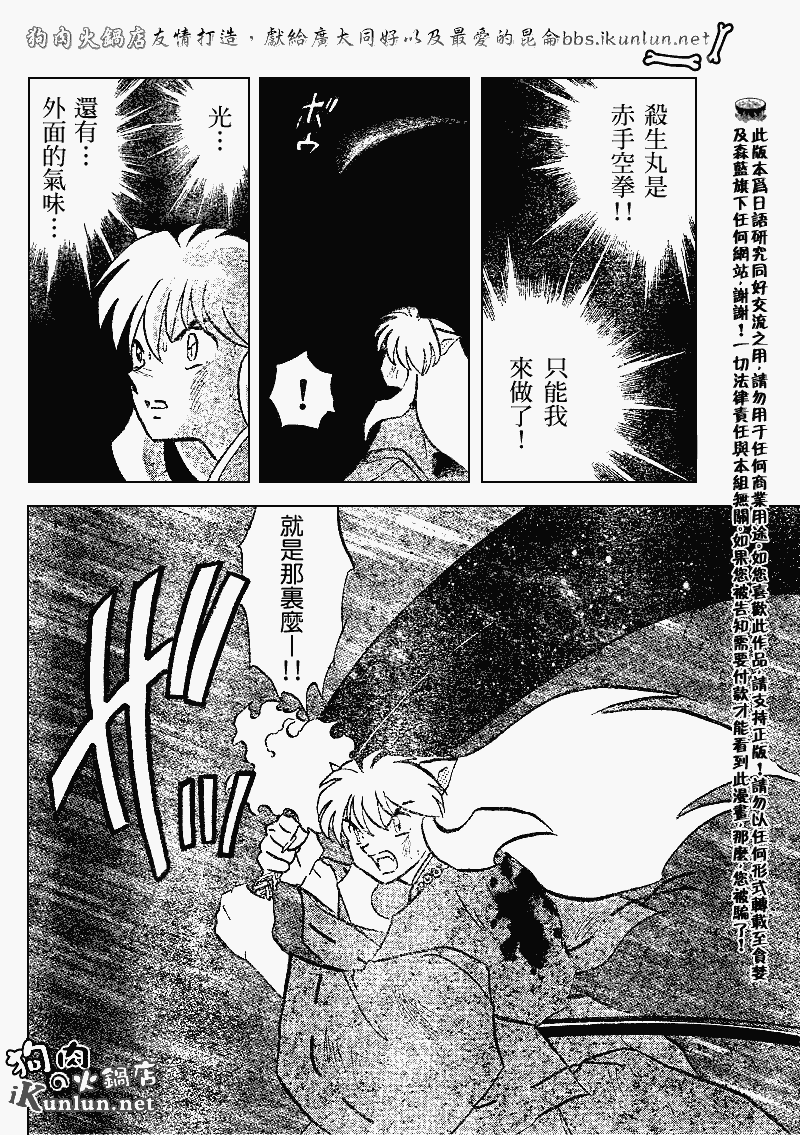 狗肉火鍋店友情打造，獻給廣大同好以及最愛的昆侖bbs.ikunlun.net
殺生丸是
赤手空拳!!
只能我
來做了!
ボウ
!
光…
還有…
外面的氣味…
就是那裏麼—!!
此版本為日語研究同好交流之用，請勿用于任何商業用途。如您喜歡此作品，請支持正版！請勿以任何形式轉載至貪婪
及森藍旗下任何網站，謝謝！一切法律責任與本組無關。如果您被告知需要付款才能看到此漫畫，那麼，您被騙了！
狗肉の火鍋店
iKunlun.net